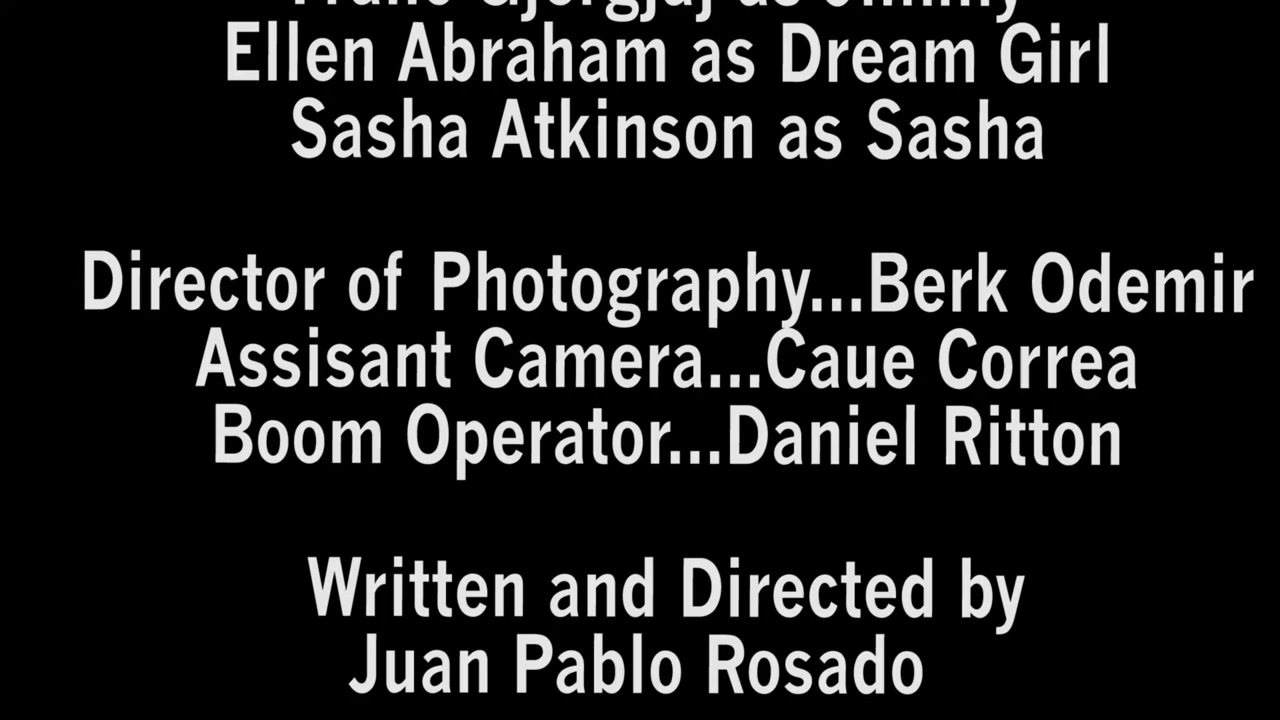 as
Ellen Abraham as Dream Girl
Sasha Atkinson as Sasha
Director of Photography...Berk Odemir
Assisant Camera...Caue Correa
Boom Operator...Daniel Ritton
Written and Directed by
Juan Pablo Rosado